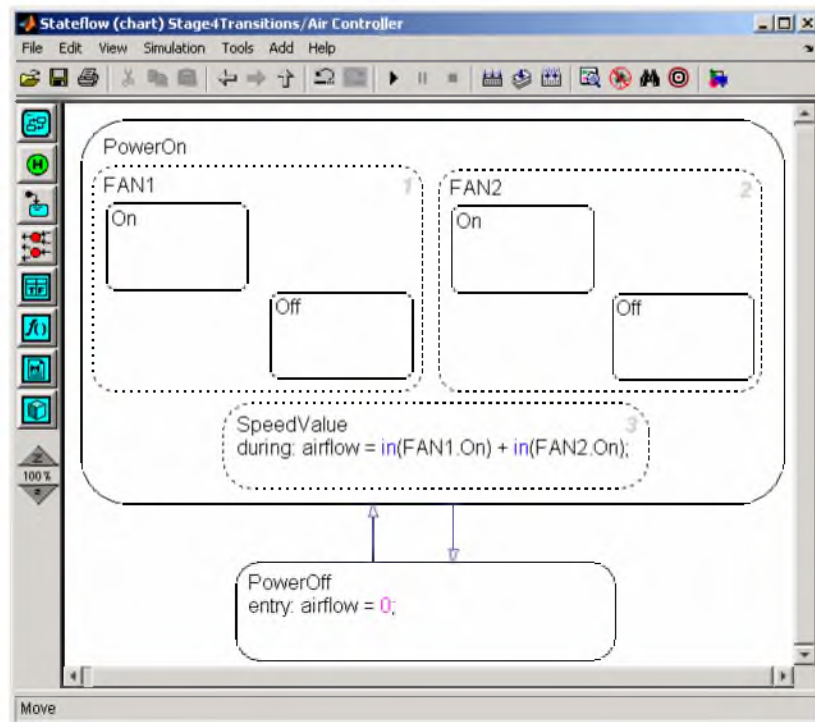 Stateflow (chart) Stage4Transitions/Air Controller
File Edit View Simulation Tools Add Help
PowerOn
FAN1
1
On
Off
FAN2
2
On
Off
SpeedValue
3
during: airflow = in(FAN1.On) + in(FAN2.On);
100 %
PowerOff
entry: airflow = 0;
Move